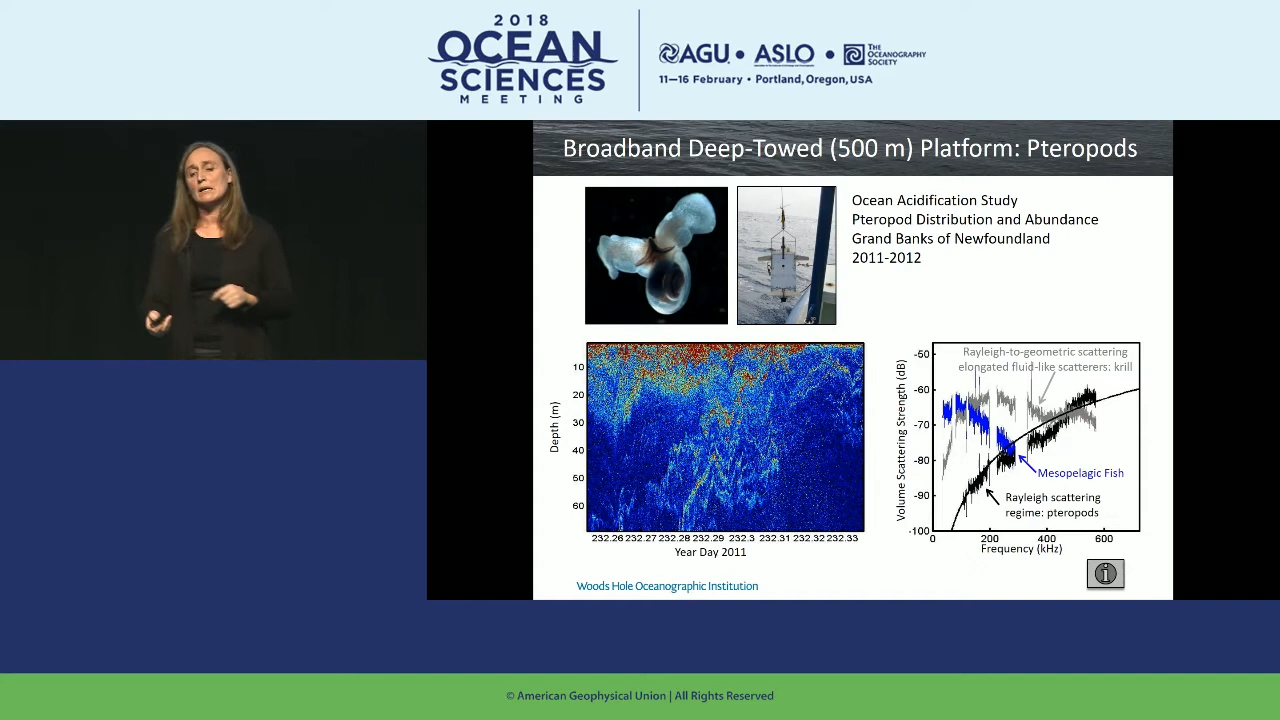 2018
OCEAN
SCIENCES
MEETING
AGU • ASLO • THE OCEANOGRAPHY SOCIETY
11—16 February • Portland, Oregon, USA
Broadband Deep-Towed (500 m) Platform: Pteropods
Ocean Acidification Study
Pteropod Distribution and Abundance
Grand Banks of Newfoundland
2011-2012
Depth (m)
10
20
30
40
50
60
232.26 232.27 232.28 232.29 232.3 232.31 232.32 232.33
Year Day 2011
Volume Scattering Strength (dB)
-50
-60
-70
-80
-90
-100
Rayleigh-to-geometric scattering
elongated fluid-like scatterers: krill
Mesopelagic Fish
Rayleigh scattering
regime: pteropods
0 200 400 600
Frequency (kHz)
i
Woods Hole Oceanographic Institution
© American Geophysical Union | All Rights Reserved